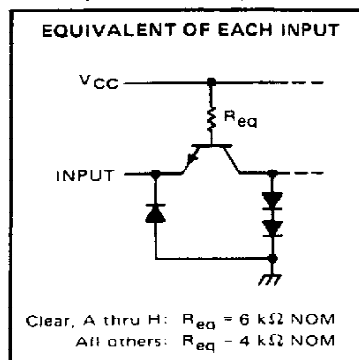 EQUIVALENT OF EACH INPUT
VCC
Req
INPUT
Clear, A thru H: Req = 6 kΩ NOM
All others: Req = 4 kΩ NOM